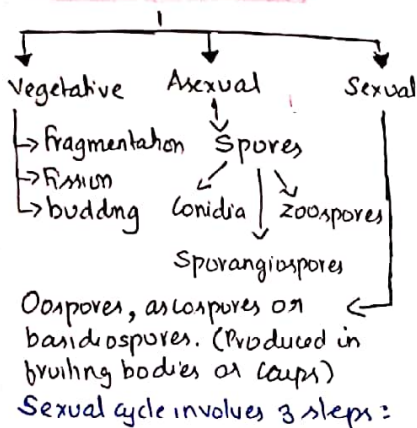 Vegetative Asexual Sexual
fragmentation Spores
fission
budding Conidia Zoospores
Sporangiospores
Oospores, ascospores or
basidiospores. (Produced in
fruiting bodies or
Sexual cycle involves 3 steps: